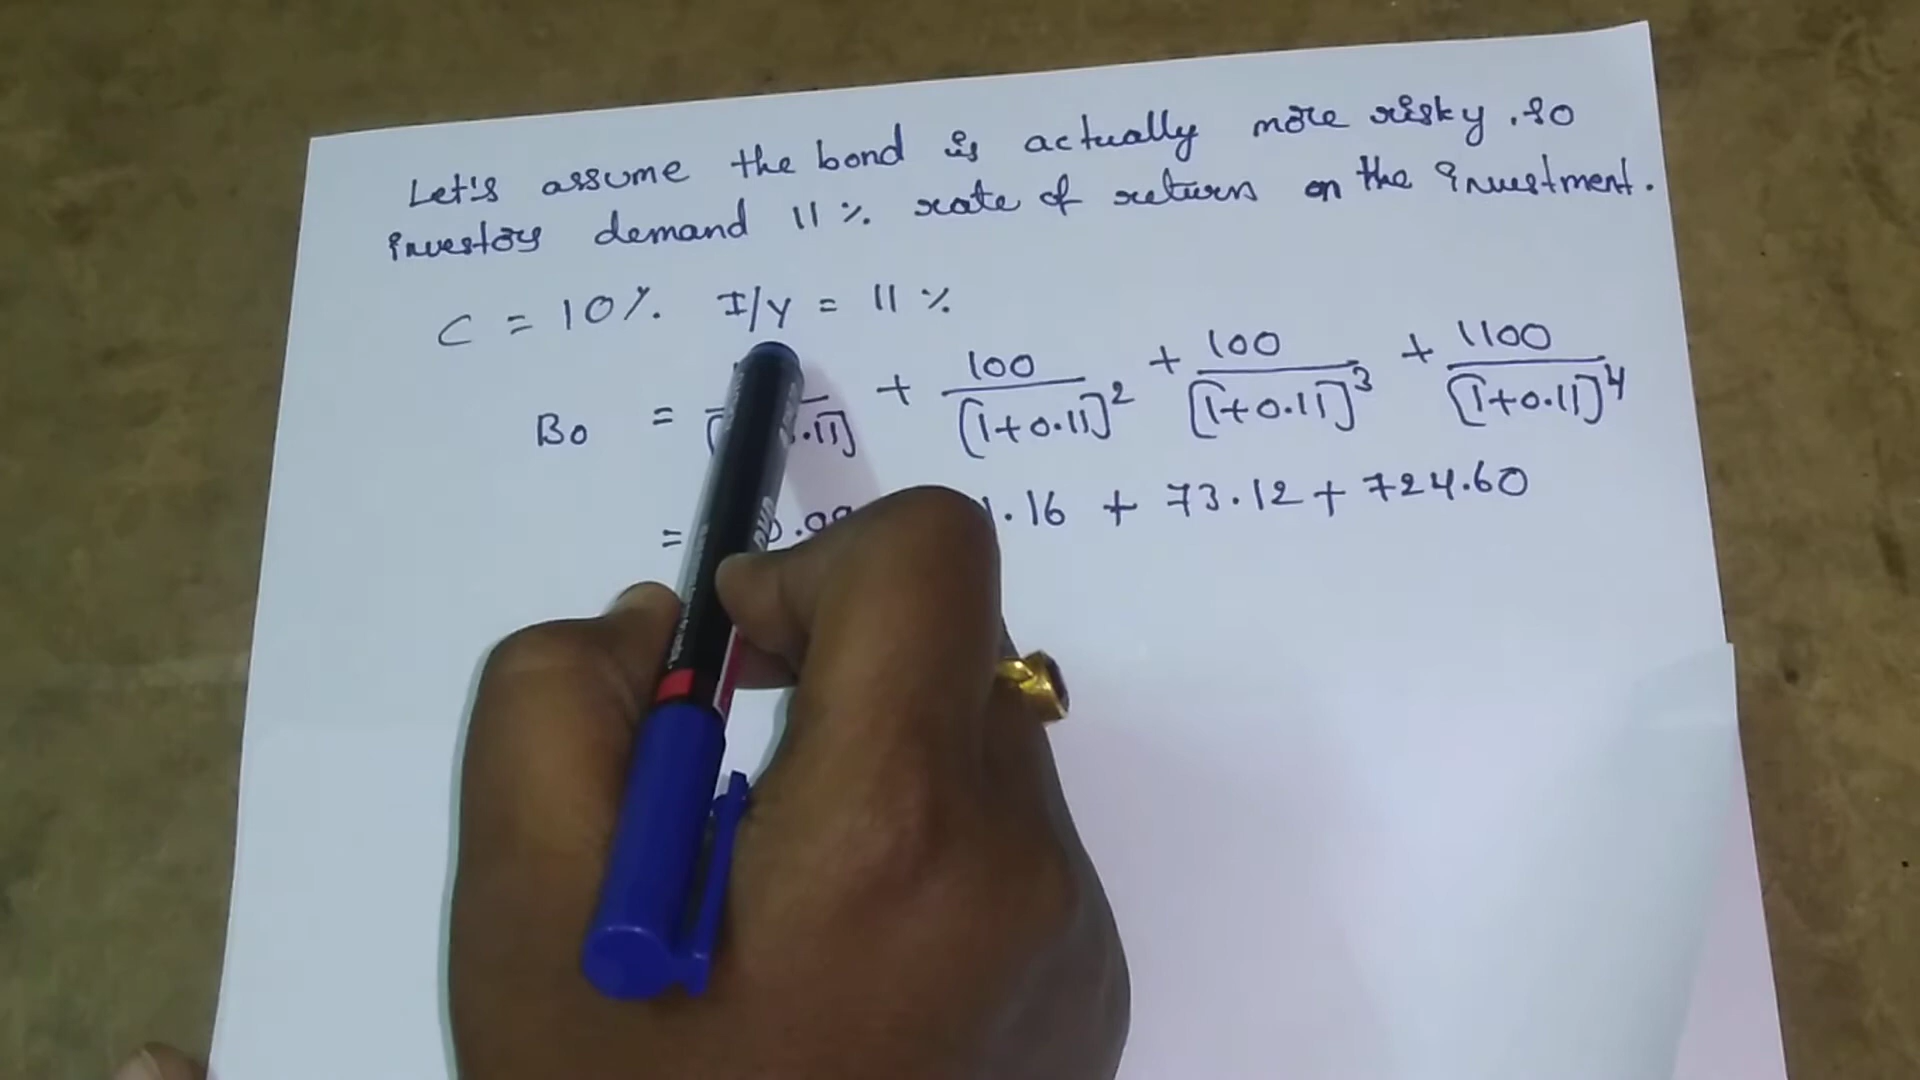 Let's assume the bond is actually more risky. So
investors demand 11% rate of return on the investment.
C = 10%. I/Y = 11%
B0 = .11] + 100/[1+0.11]^2 + 100/[1+0.11]^3 + 1100/[1+0.11]^4
= .16 + 73.12 + 724.60